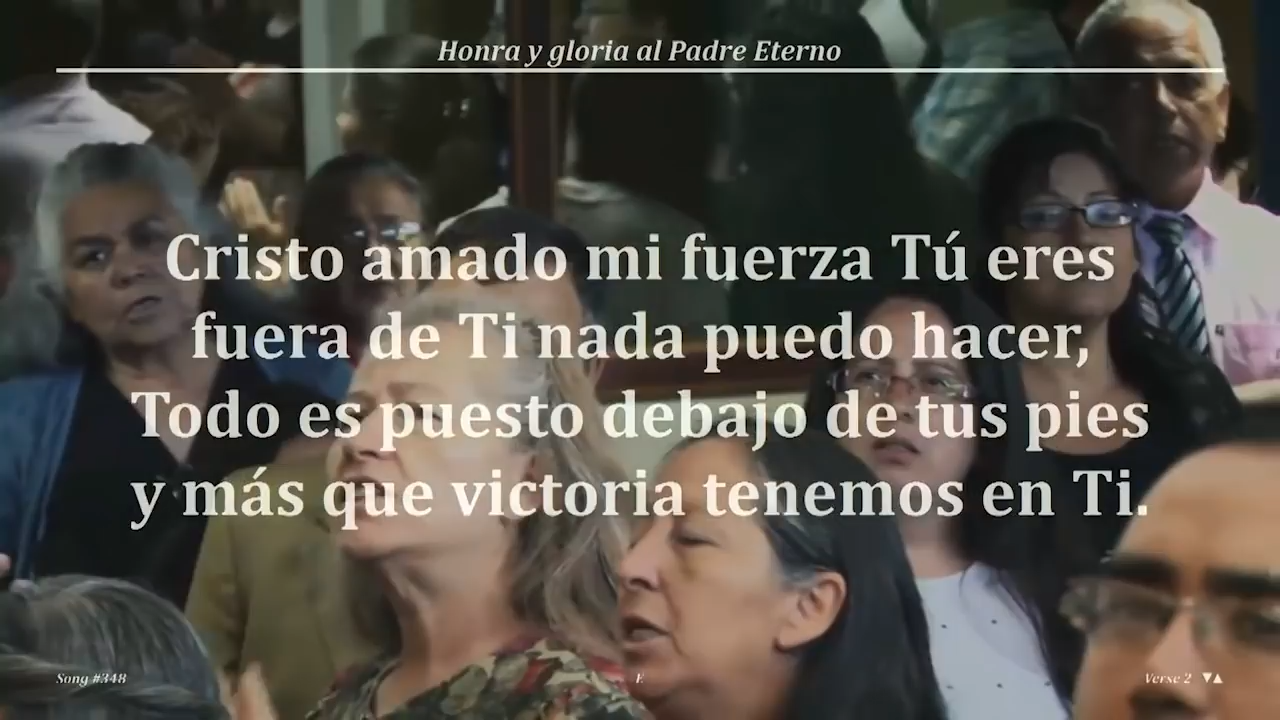 Honra y gloria al Padre Eterno
Cristo amado mi fuerza Tú eres
fuera de Ti nada puedo hacer,
Todo es puesto debajo de tus pies
y más que victoria tenemos en Ti.
Song #348
F
Verse 2 ▼▲